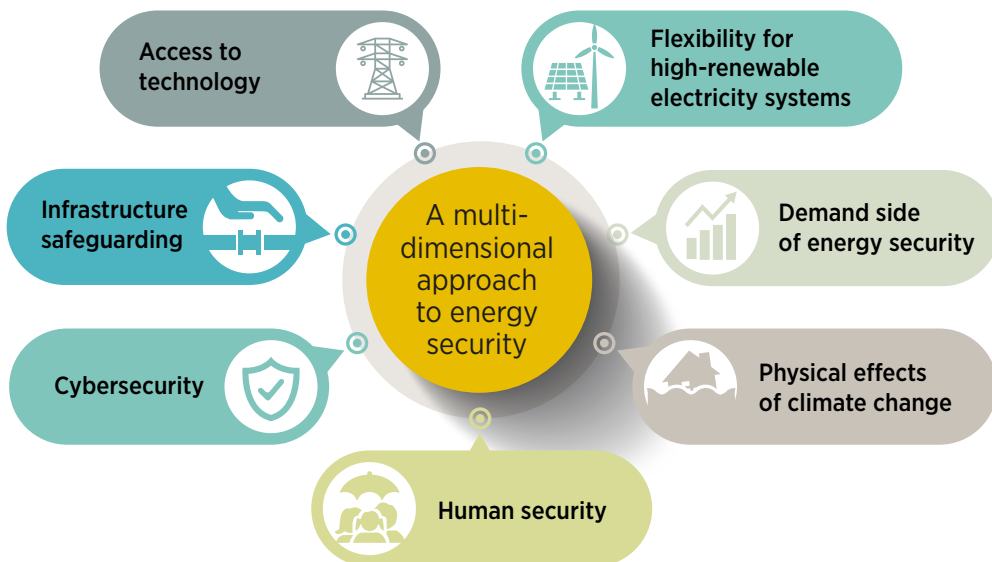 Access to
technology
Flexibility for
high-renewable
electricity systems
Infrastructure
safeguarding
A multi-
dimensional
approach
to energy
security
Demand side
of energy security
Cybersecurity
Physical effects
of climate change
Human security